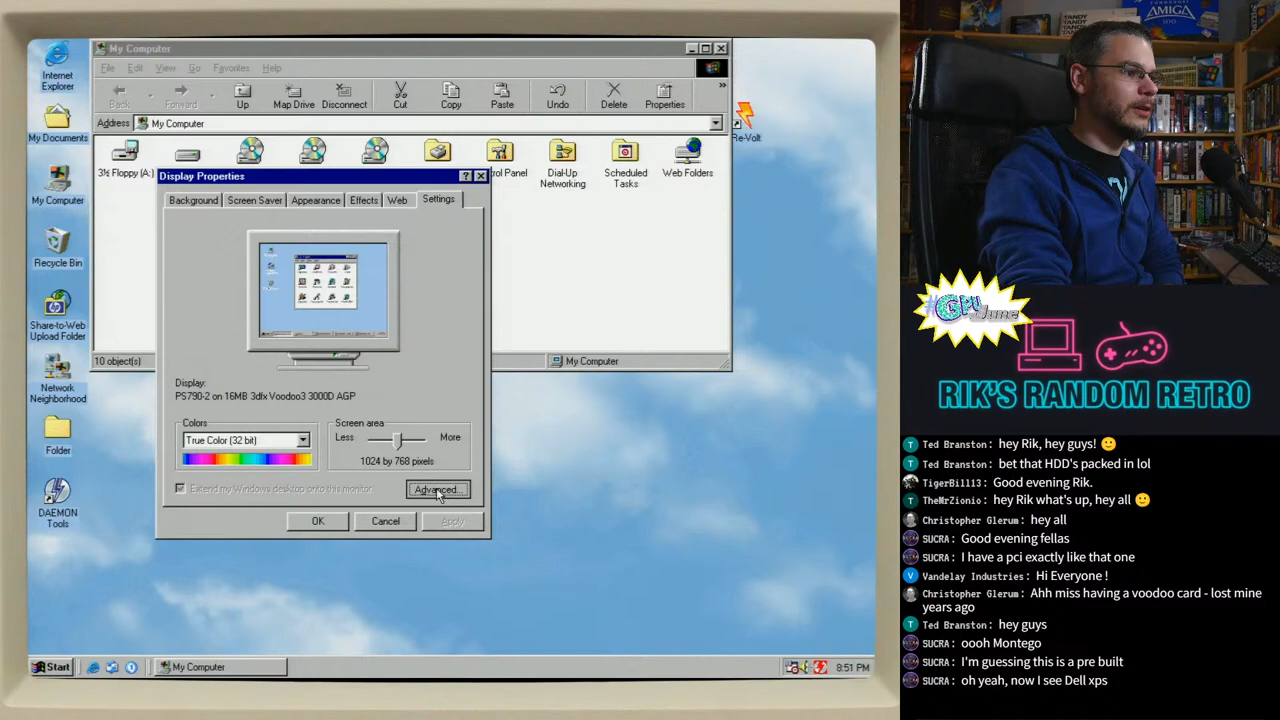 My Computer
File Edit View Go Favorites Help
Back Forward Up Map Drive Disconnect Cut Copy Paste Undo Delete Properties »
Address My Computer
3½ Floppy (A:) trol Panel Dial-Up Networking Scheduled Tasks Web Folders
10 object(s) My Computer
Internet Explorer
My Documents
My Computer
Recycle Bin
Share-to-Web Upload Folder
Network Neighborhood
Folder
DAEMON Tools
Re-Volt
Display Properties
Background Screen Saver Appearance Effects Web Settings
Display:
PS790-2 on 16MB 3dfx Voodoo3 3000D AGP
Colors
True Color (32 bit)
Screen area
Less More
1024 by 768 pixels
Extend my Windows desktop onto this monitor.
Advanced...
OK Cancel Apply
Start My Computer 8:51 PM
TANDY
TANDY
AMIGA
#GPU
June
RIK'S RANDOM RETRO
Ted Branston: hey Rik, hey guys! 🙂
Ted Branston: bet that HDD's packed in lol
TigerBill13: Good evening Rik.
TheMrZionio: hey Rik what's up, hey all 🙂
Christopher Glerum: hey all
SUCRA: Good evening fellas
SUCRA: I have a pci exactly like that one
Vandelay Industries: Hi Everyone !
Christopher Glerum: Ahh miss having a voodoo card - lost mine
years ago
Ted Branston: hey guys
SUCRA: oooh Montego
SUCRA: I'm guessing this is a pre built
SUCRA: oh yeah, now I see Dell xps